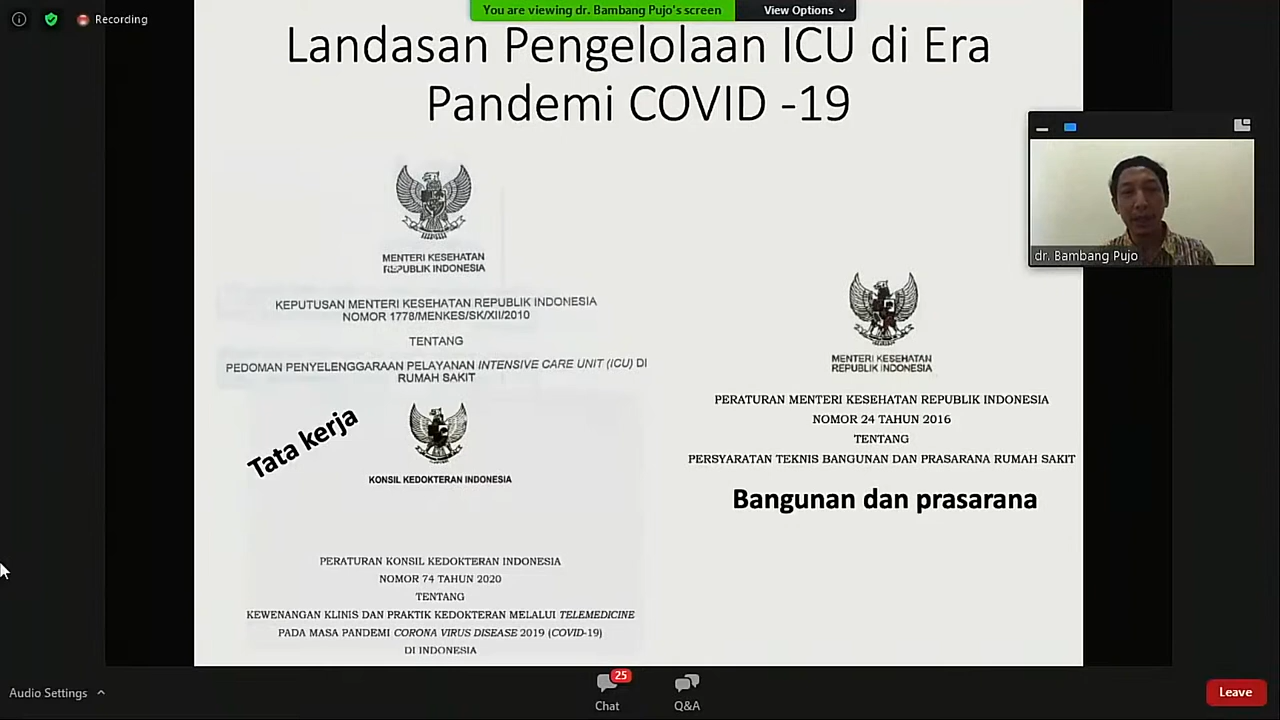 Recording
You are viewing dr. Bambang Pujo's screen
View Options
Landasan Pengelolaan ICU di Era
Pandemi COVID -19
MENTERI KESEHATAN
REPUBLIK INDONESIA
KEPUTUSAN MENTERI KESEHATAN REPUBLIK INDONESIA
NOMOR 1778/MENKES/SK/XII/2010
TENTANG
PEDOMAN PENYELENGGARAAN PELAYANAN INTENSIVE CARE UNIT (ICU) DI
RUMAH SAKIT
Tata kerja
KONSIL KEDOKTERAN INDONESIA
PERATURAN KONSIL KEDOKTERAN INDONESIA
NOMOR 74 TAHUN 2020
TENTANG
KEWENANGAN KLINIS DAN PRAKTIK KEDOKTERAN MELALUI TELEMEDICINE
PADA MASA PANDEMI CORONA VIRUS DISEASE 2019 (COVID-19)
DI INDONESIA
MENTERI KESEHATAN
REPUBLIK INDONESIA
PERATURAN MENTERI KESEHATAN REPUBLIK INDONESIA
NOMOR 24 TAHUN 2016
TENTANG
PERSYARATAN TEKNIS BANGUNAN DAN PRASARANA RUMAH SAKIT
Bangunan dan prasarana
dr. Bambang Pujo
Audio Settings
25
Chat
Q&A
Leave